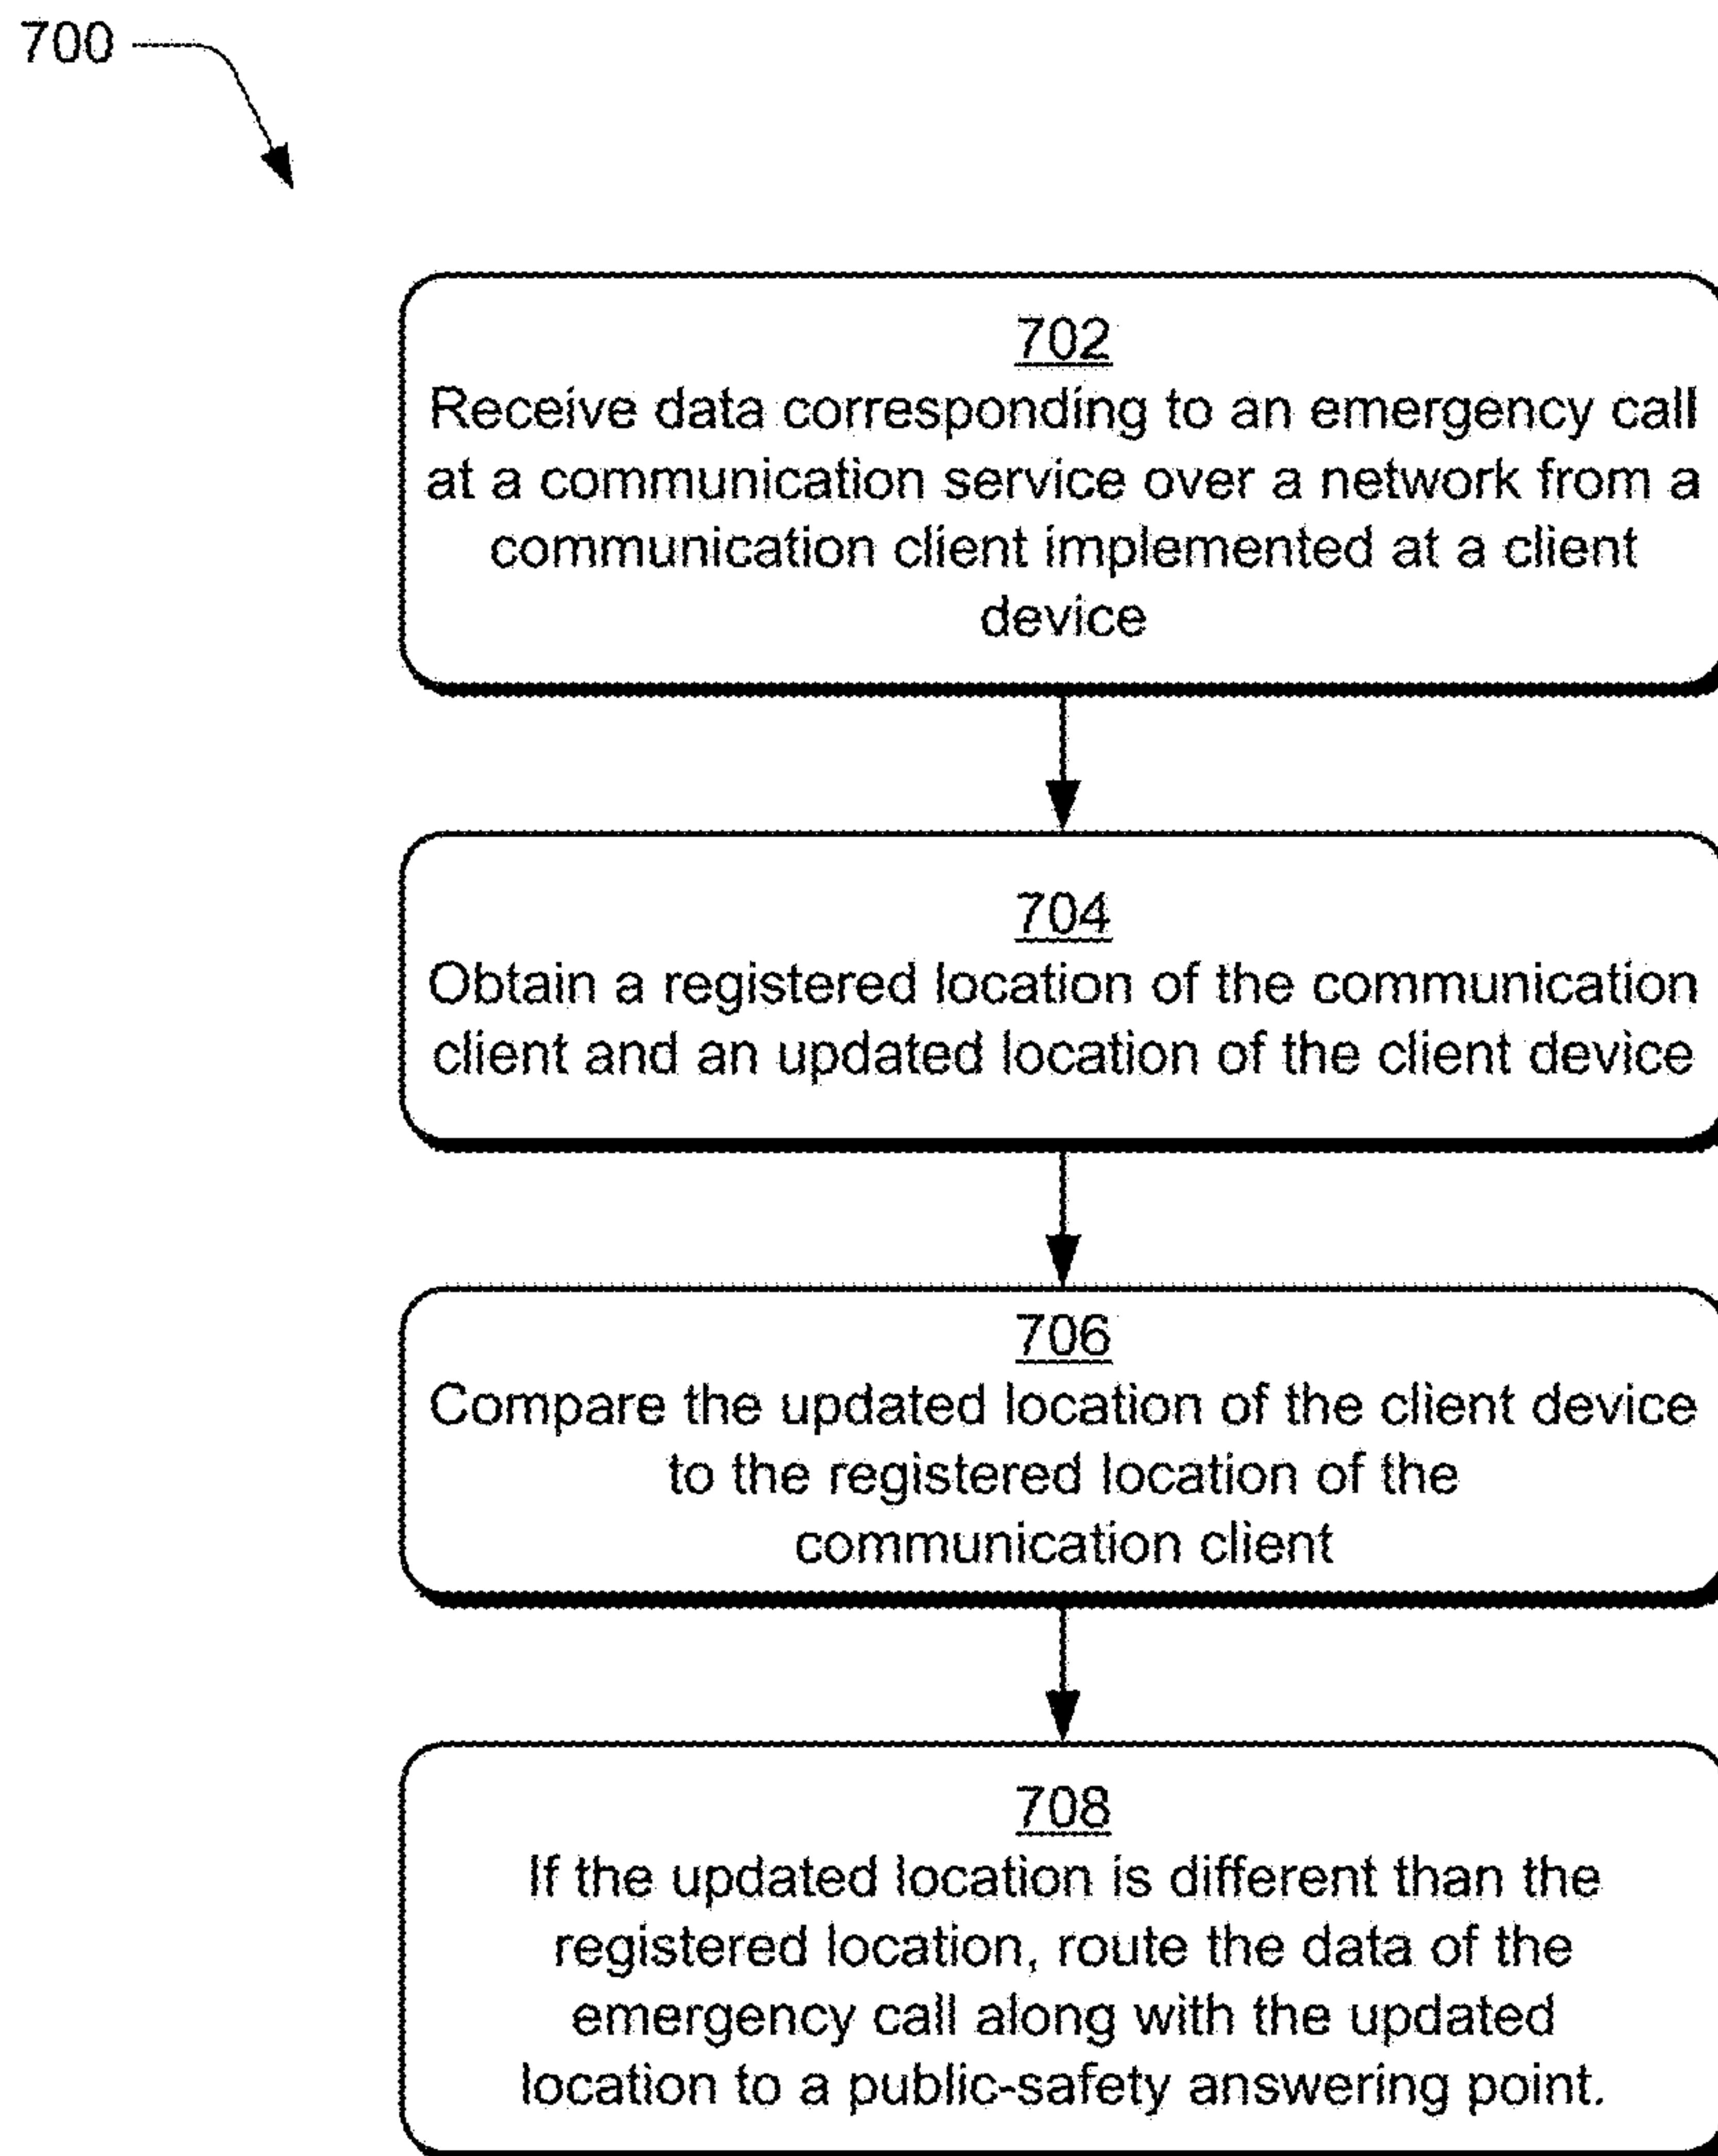 700
702
Receive data corresponding to an emergency call
at a communication service over a network from a
communication client implemented at a client
device
704
Obtain a registered location of the communication
client and an updated location of the client device
706
Compare the updated location of the client device
to the registered location of the
communication client
708
If the updated location is different than the
registered location, route the data of the
emergency call along with the updated
location to a public-safety answering point.